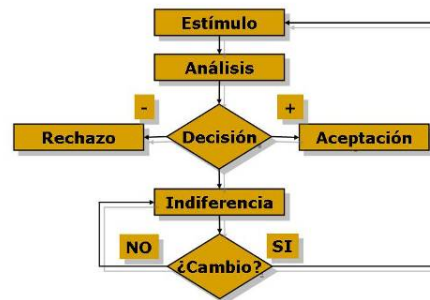 Estímulo
Análisis
-
+
Rechazo
Decisión
Aceptación
Indiferencia
NO
SI
¿Cambio?